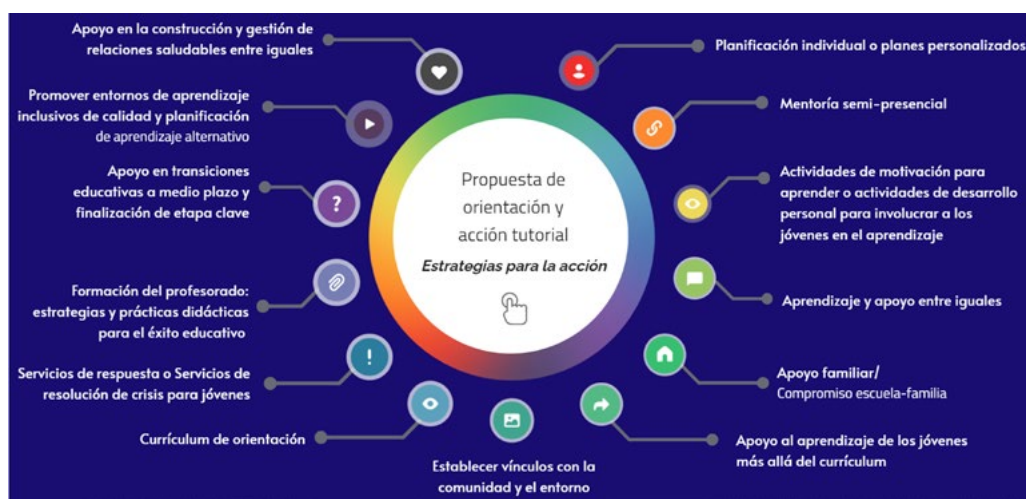 Apoyo en la construcción y gestión de
relaciones saludables entre iguales
Promover entornos de aprendizaje
inclusivos de calidad y planificación
de aprendizaje alternativo
Apoyo en transiciones
educativas a medio plazo y
finalización de etapa clave
Formación del profesorado:
estrategias y prácticas didácticas
para el éxito educativo
Servicios de respuesta o Servicios de
resolución de crisis para jóvenes
Currículum de orientación
Propuesta de
orientación y
acción tutorial
Estrategias para la acción
Planificación individual o planes personalizados
Mentoría semi-presencial
Actividades de motivación para
aprender o actividades de desarrollo
personal para involucrar a los
jóvenes en el aprendizaje
Aprendizaje y apoyo entre iguales
Apoyo familiar/
Compromiso escuela-familia
Apoyo al aprendizaje de los jóvenes
más allá del currículum
Establecer vínculos con la
comunidad y el entorno